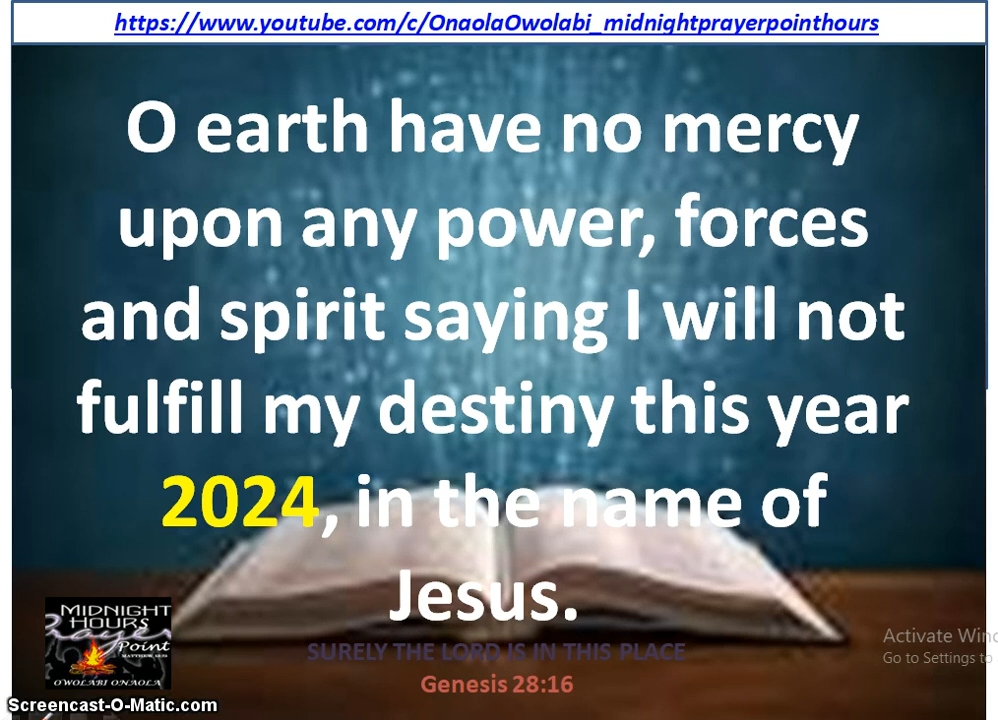 https://www.youtube.com/c/OnaolaOwolabi_midnightprayerpointhours
O earth have no mercy
upon any power, forces
and spirit saying I will not
fulfill my destiny this year
2024, in the name of
Jesus.
MIDNIGHT
HOURS
Prayer
Point
OWOLABI ONAOLA
SURELY THE LORD IS IN THIS PLACE
Genesis 28:16
Activate Win
Go to Settings to
Screencast-O-Matic.com